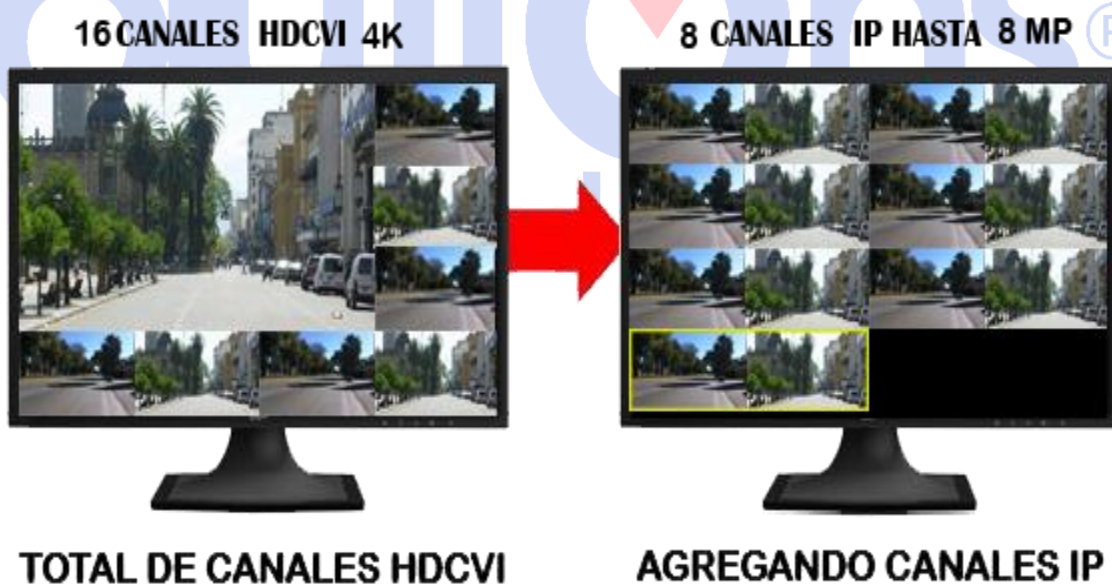 16 CANALES HDCVI 4K
8 CANALES IP HASTA 8 MP
TOTAL DE CANALES HDCVI
AGREGANDO CANALES IP